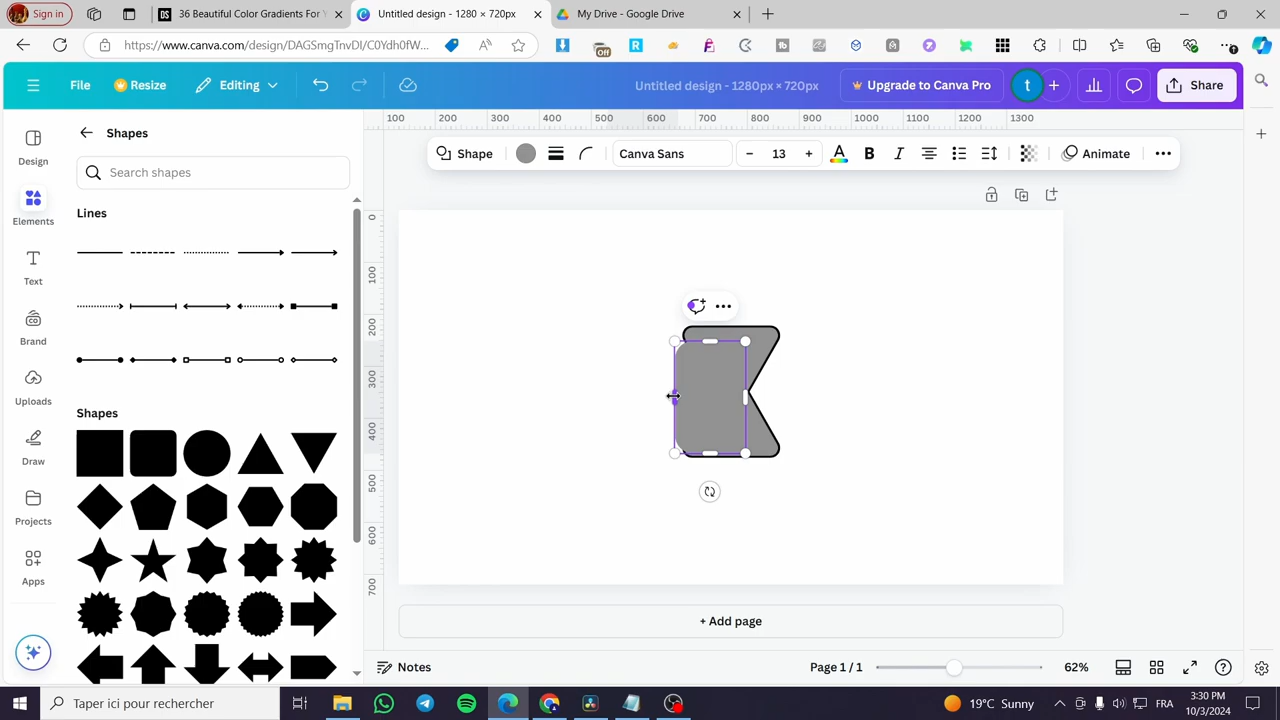 Sign in
36 Beautiful Color Gradients For Y
Untitled design - 1280 × 720px
My Drive - Google Drive
https://www.canva.com/design/DAGSmgTnvDI/C0Ydh0fW...
Off
File
Resize
Editing
Untitled design - 1280px × 720px
Upgrade to Canva Pro
t
Share
Design
Elements
Text
Brand
Uploads
Draw
Projects
Apps
Shapes
Search shapes
Lines
Shapes
100 200 300 400 500 600 700 800 900 1000 1100 1200 1300
Shape
Canva Sans
13
A
B
I
Animate
0
100
200
300
400
500
600
700
+ Add page
Notes
Page 1 / 1
62%
Taper ici pour rechercher
19°C Sunny
FRA
3:30 PM
10/3/2024